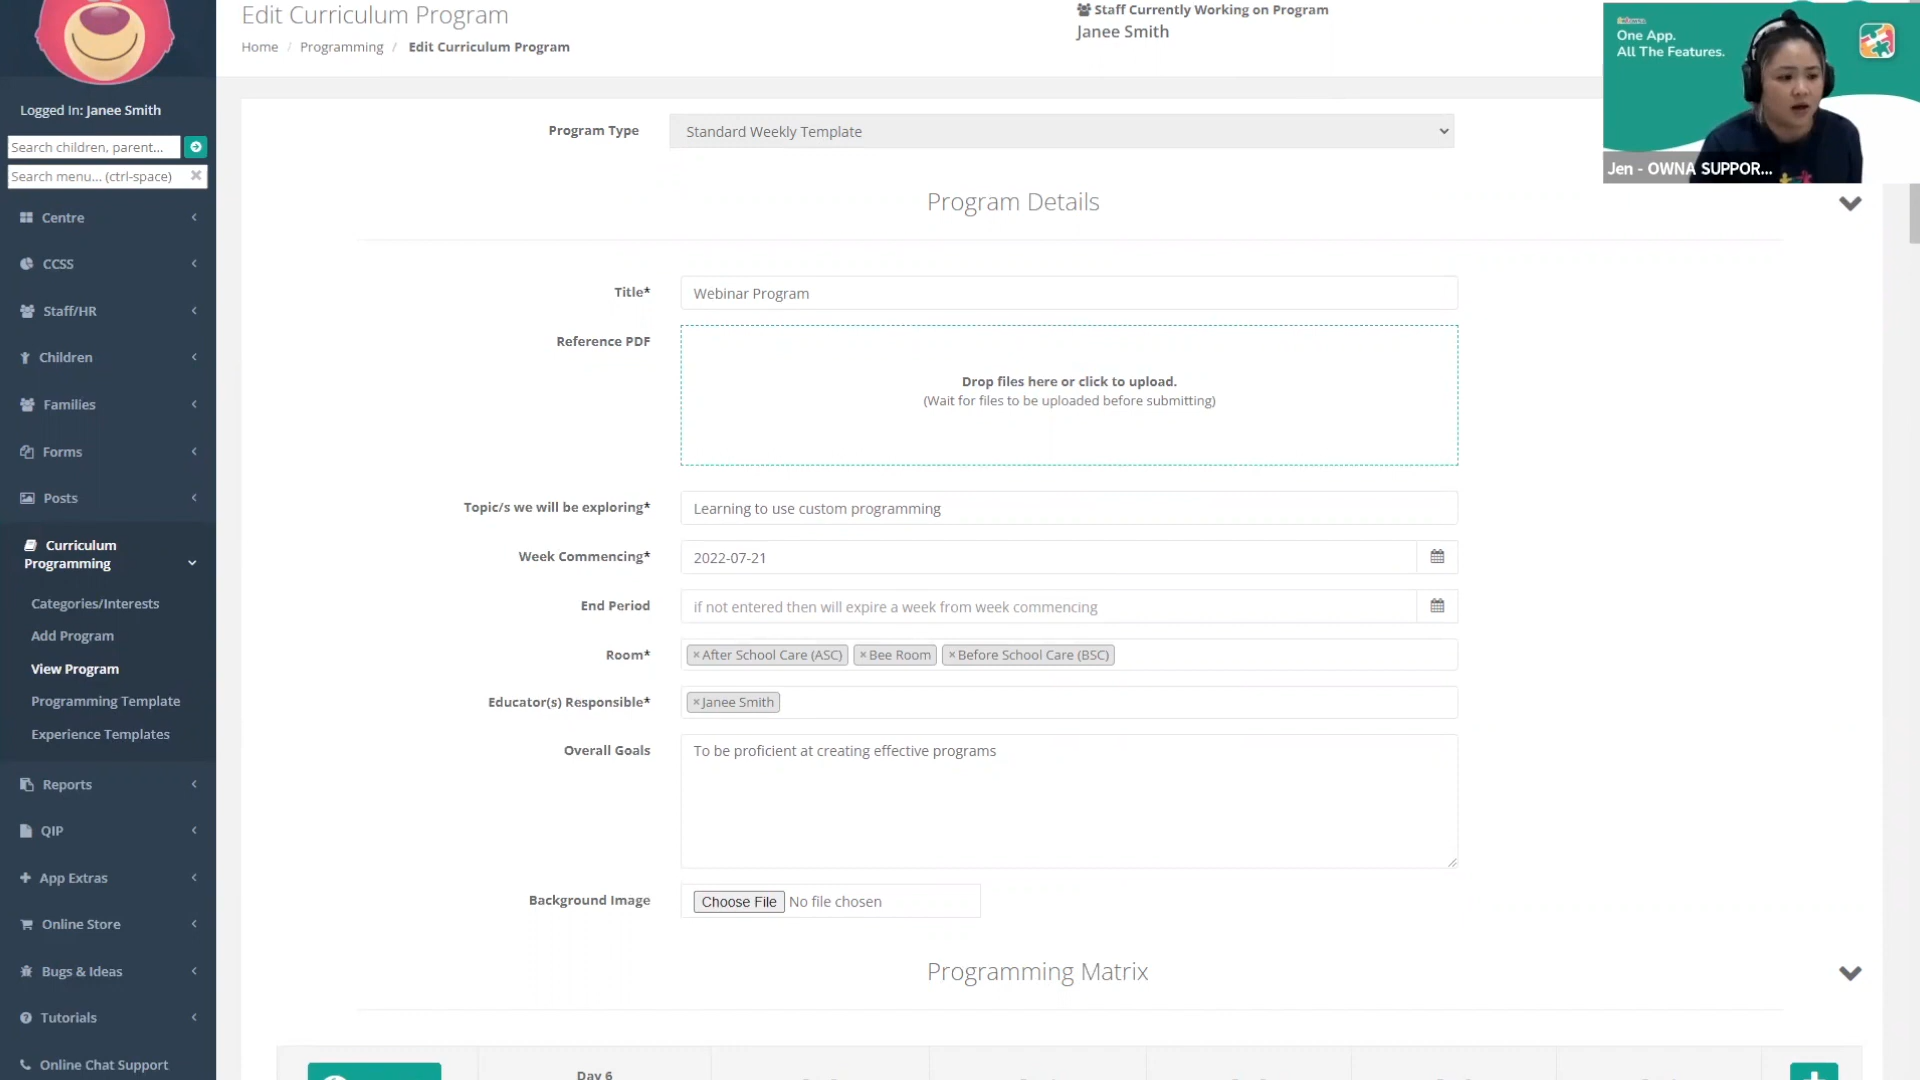 Edit Curriculum Program
Home / Programming / Edit Curriculum Program
Staff Currently Working on Program
Janee Smith
One App.
All The Features.
Jen - OWNA SUPPOR...
Logged In: Janee Smith
Search children, parent...
Search menu... (ctrl-space)
Centre
CCSS
Staff/HR
Children
Families
Forms
Posts
Curriculum
Programming
Categories/Interests
Add Program
View Program
Programming Template
Experience Templates
Reports
QIP
App Extras
Online Store
Bugs & Ideas
Tutorials
Online Chat Support
Program Type
Standard Weekly Template
Program Details
Title*
Webinar Program
Reference PDF
Drop files here or click to upload.
(Wait for files to be uploaded before submitting)
Topic/s we will be exploring*
Learning to use custom programming
Week Commencing*
2022-07-21
End Period
if not entered then will expire a week from week commencing
Room*
×After School Care (ASC) ×Bee Room ×Before School Care (BSC)
Educator(s) Responsible*
×Janee Smith
Overall Goals
To be proficient at creating effective programs
Background Image
Choose File No file chosen
Programming Matrix
Day 6